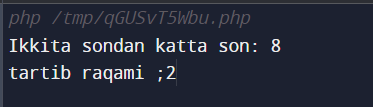 php /tmp/qGUSvT5Wbu.php
Ikkita sondan katta son: 8
tartib raqami ;2